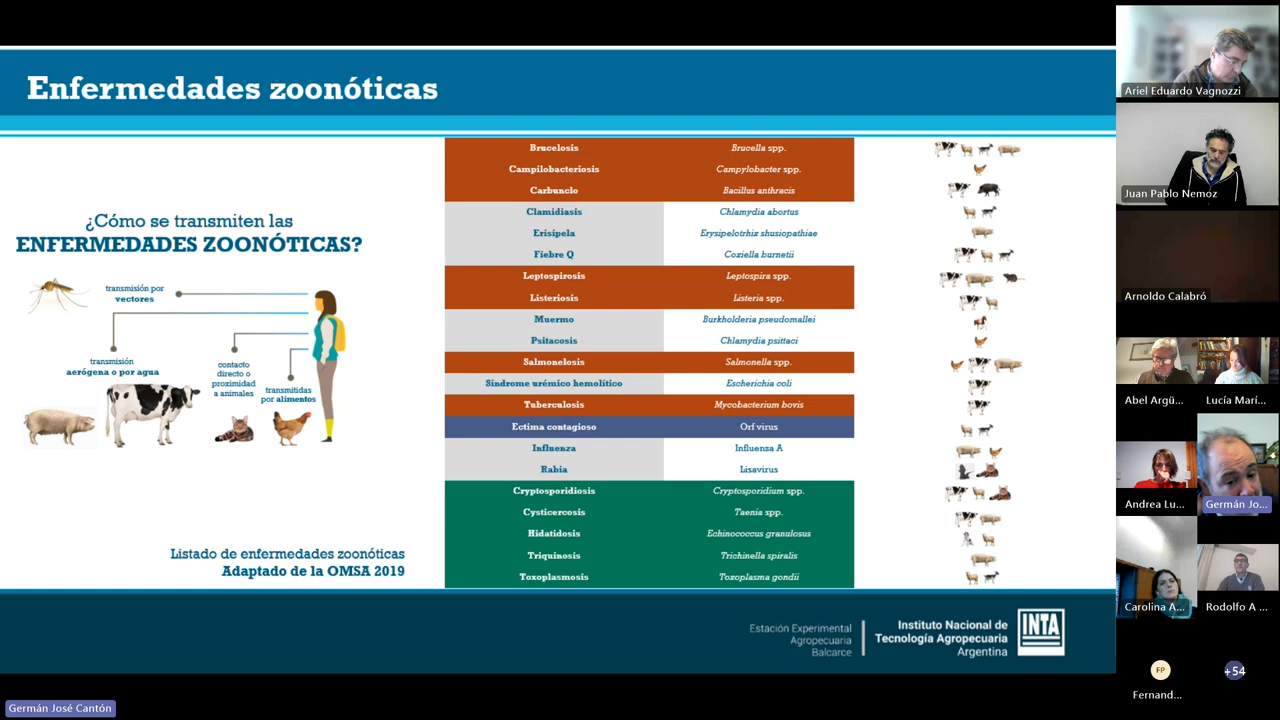 Enfermedades zoonóticas
¿Cómo se transmiten las
ENFERMEDADES ZOONÓTICAS?
transmisión por
vectores
transmisión
aerógena o por agua
contacto
directo o
proximidad
a animales
transmitidas
por alimentos
Listado de enfermedades zoonóticas
Adaptado de la OMSA 2019
Brucelosis Brucella spp.
Campilobacteriosis Campylobacter spp.
Carbunclo Bacillus anthracis
Clamidiasis Chlamydia abortus
Erisipela Erysipelotrhix shusiopathiae
Fiebre Q Coxiella burnetii
Leptospirosis Leptospira spp.
Listeriosis Listeria spp.
Muermo Burkholderia pseudomallei
Psitacosis Chlamydia psittaci
Salmonelosis Salmonella spp.
Síndrome urémico hemolítico Escherichia coli
Tuberculosis Mycobacterium bovis
Ectima contagioso Orf virus
Influenza Influenza A
Rabia Lisavirus
Cryptosporidiosis Cryptosporidium spp.
Cysticercosis Taenia spp.
Hidatidosis Echinococcus granulosus
Triquinosis Trichinella spiralis
Toxoplasmosis Toxoplasma gondii
Estación Experimental
Agropecuaria
Balcarce
Instituto Nacional de
Tecnología Agropecuaria
Argentina
INTA
Germán José Cantón
Ariel Eduardo Vagnozzi
Juan Pablo Nemoz
Arnoldo Calabró
Abel Argü... Lucía Marí...
Andrea Lu... Germán Jo...
Carolina A... Rodolfo A ...
FP +54
Fernand...